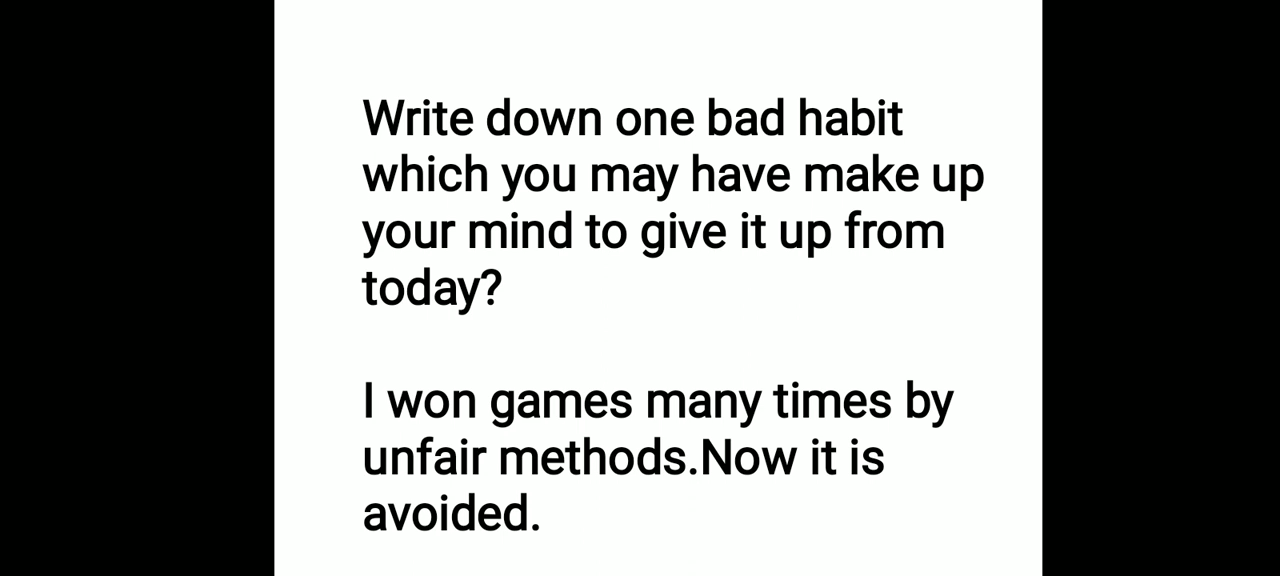 Write down one bad habit
which you may have make up
your mind to give it up from
today?
I won games many times by
unfair methods.Now it is
avoided.